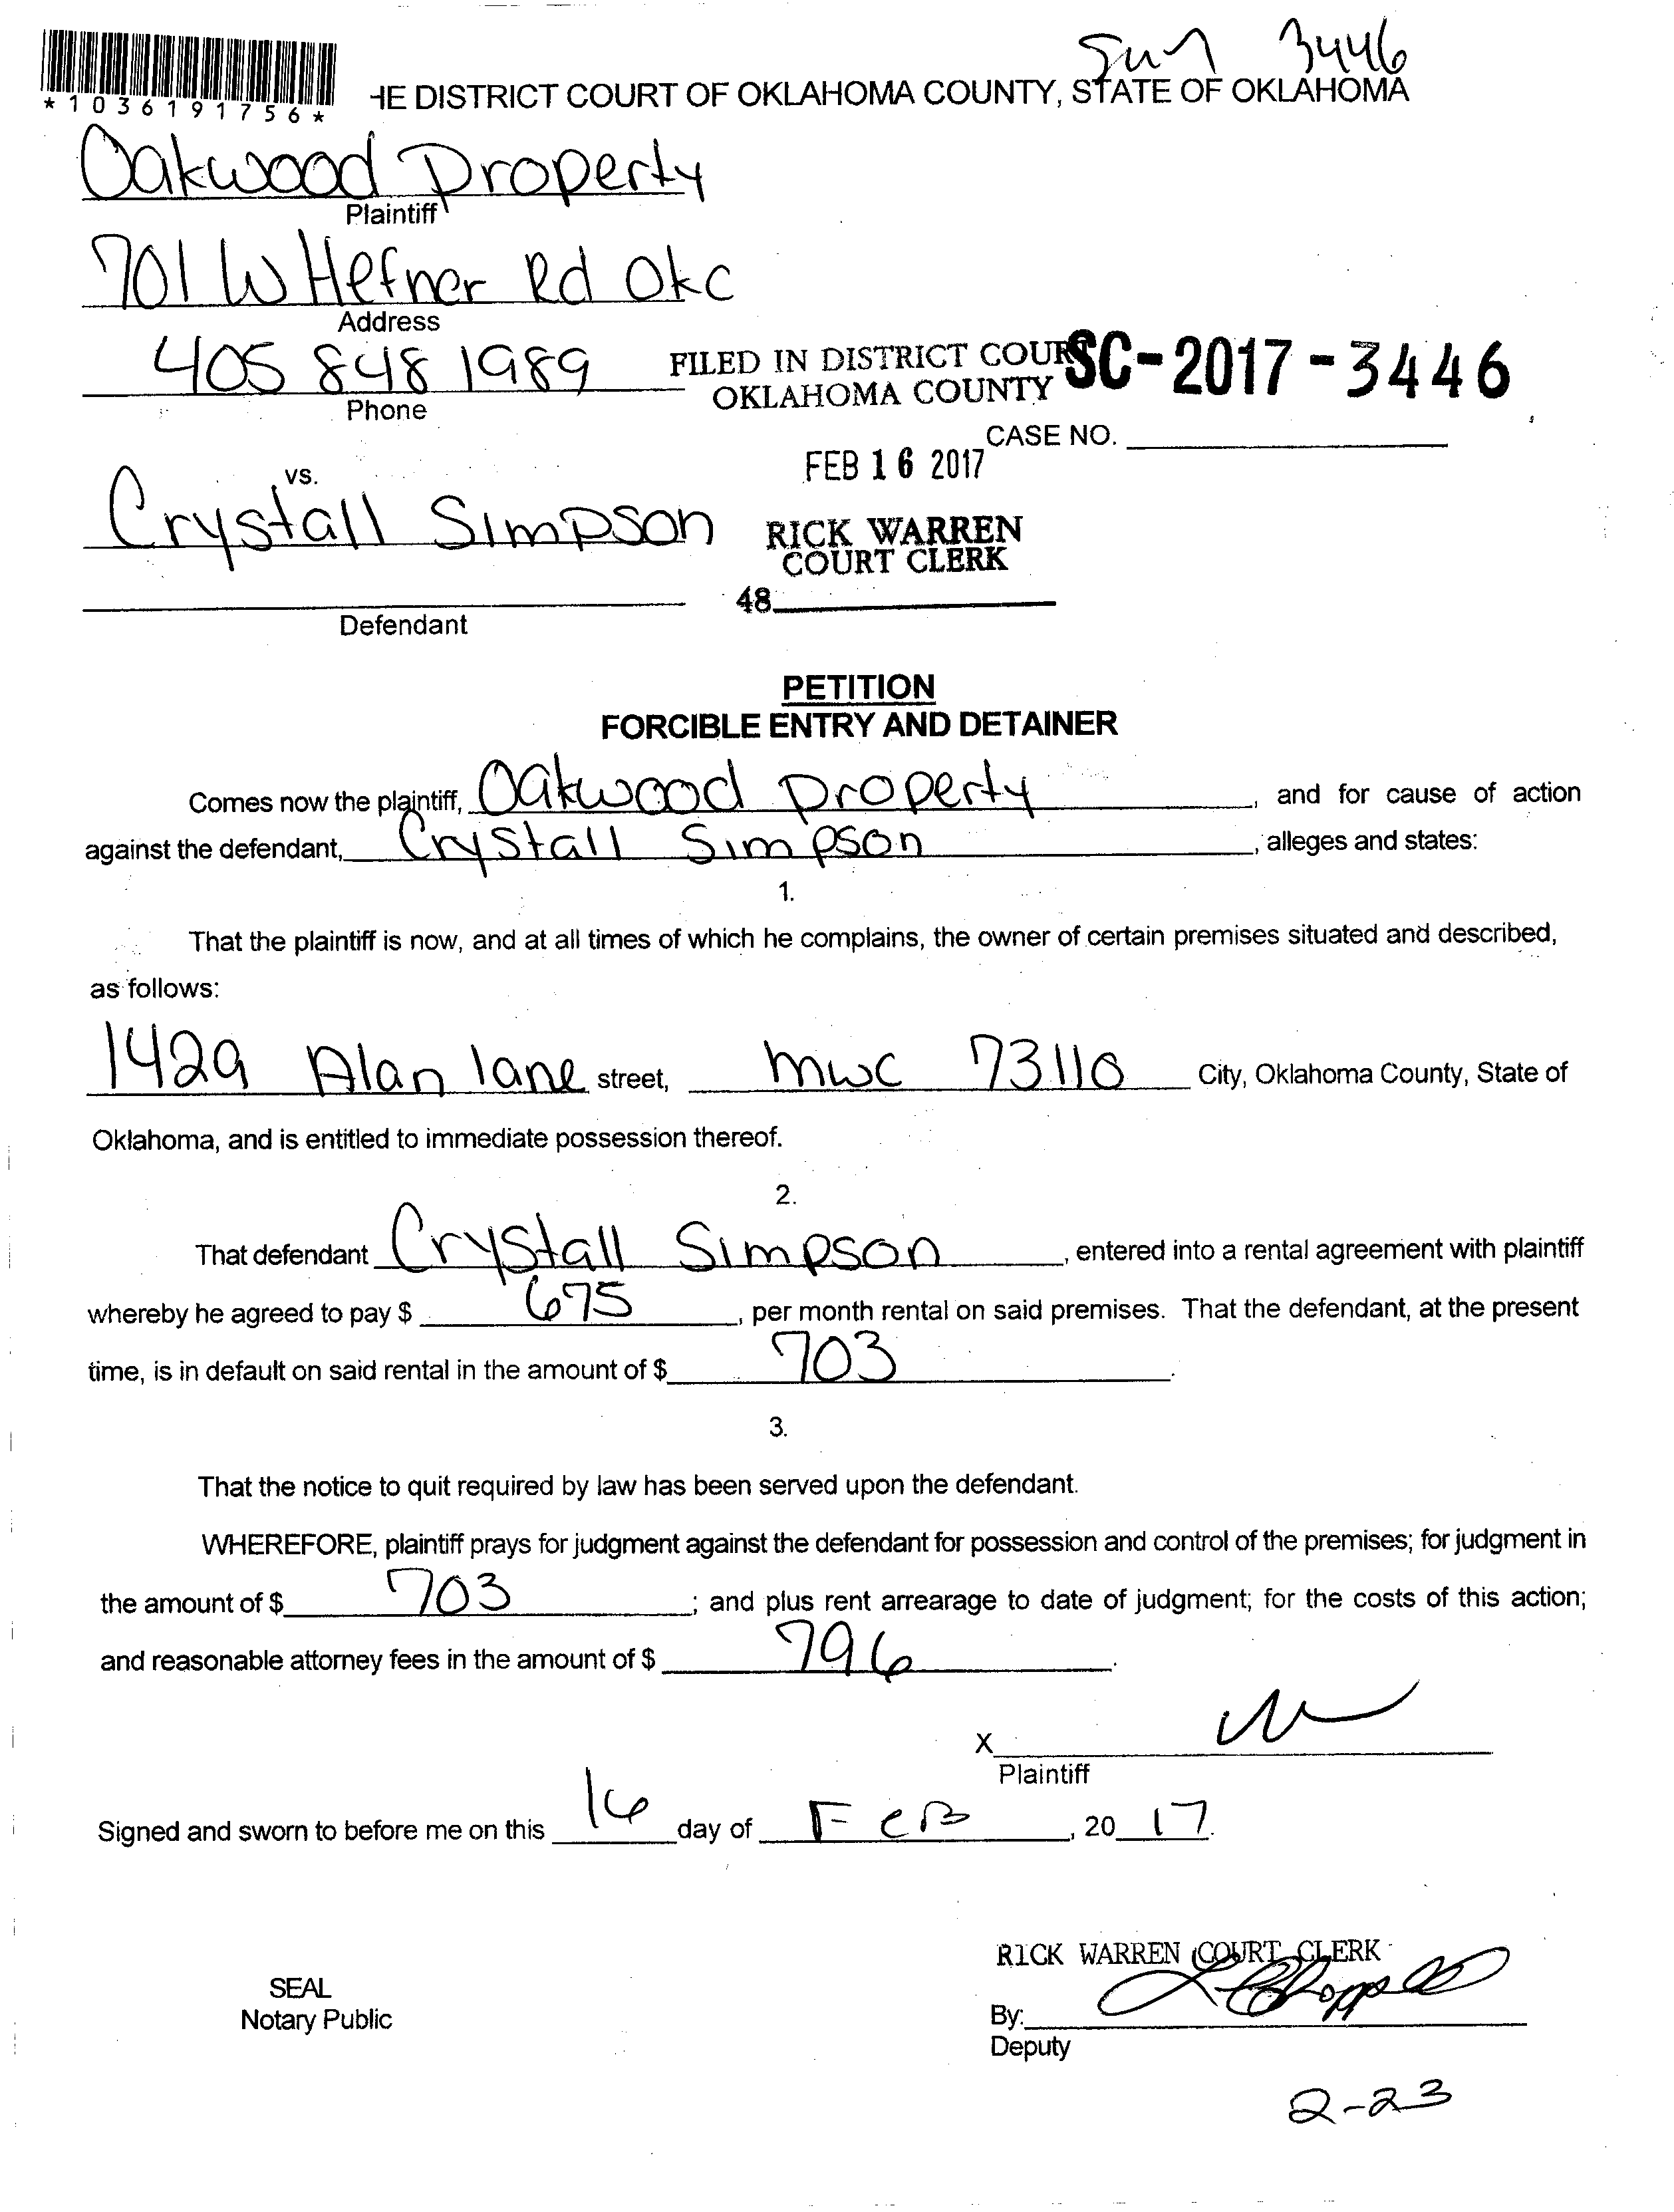 Sun 3446
*1036191756* HE DISTRICT COURT OF OKLAHOMA COUNTY, STATE OF OKLAHOMA
Oakwood Property
Plaintiff
701 W Hefner Rd Okc
Address
405 848 1989
Phone
FILED IN DISTRICT COURT
OKLAHOMA COUNTY
SC-2017-3446
CASE NO.
FEB 16 2017
vs.
Crystall Simpson
RICK WARREN
COURT CLERK
48
Defendant
PETITION
FORCIBLE ENTRY AND DETAINER
Comes now the plaintiff, Oakwood Property, and for cause of action
against the defendant, Crystall Simpson, alleges and states:
1.
That the plaintiff is now, and at all times of which he complains, the owner of certain premises situated and described,
as follows:
1429 Alan lane street, mwc 73110 City, Oklahoma County, State of
Oklahoma, and is entitled to immediate possession thereof.
2.
That defendant Crystall Simpson, entered into a rental agreement with plaintiff
whereby he agreed to pay $ 675, per month rental on said premises. That the defendant, at the present
time, is in default on said rental in the amount of $ 703.
3.
That the notice to quit required by law has been served upon the defendant.
WHEREFORE, plaintiff prays for judgment against the defendant for possession and control of the premises; for judgment in
the amount of $ 703; and plus rent arrearage to date of judgment; for the costs of this action;
and reasonable attorney fees in the amount of $ 796.
X
Plaintiff
Signed and sworn to before me on this 16 day of FeB, 20 17.
RICK WARREN COURT CLERK
SEAL
Notary Public
By:
Deputy
2-23